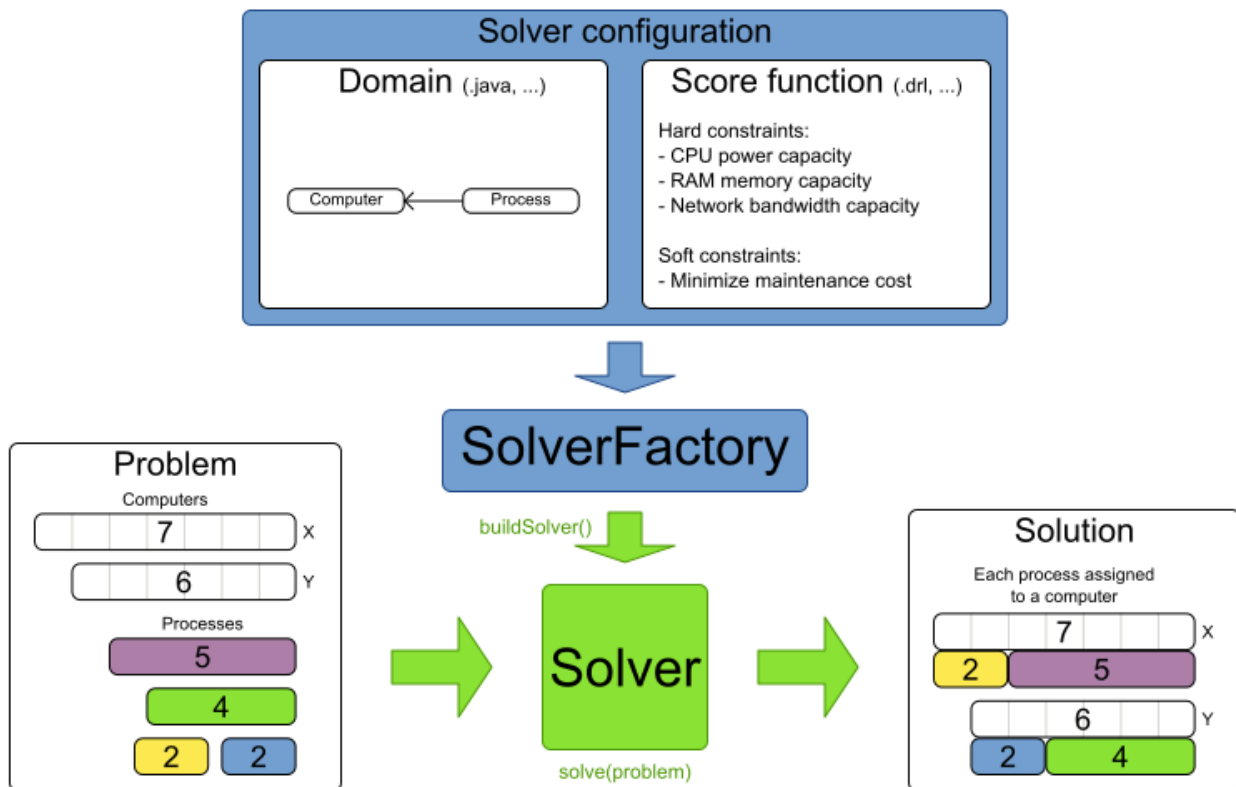 Solver configuration
Domain (.java, ...)
Computer
Process
Score function (.drl, ...)
Hard constraints:
- CPU power capacity
- RAM memory capacity
- Network bandwidth capacity
Soft constraints:
- Minimize maintenance cost
SolverFactory
buildSolver()
Problem
Computers
7 X
6 Y
Processes
5
4
2 2
Solver
solve(problem)
Solution
Each process assigned
to a computer
7 X
2 5
6 Y
2 4